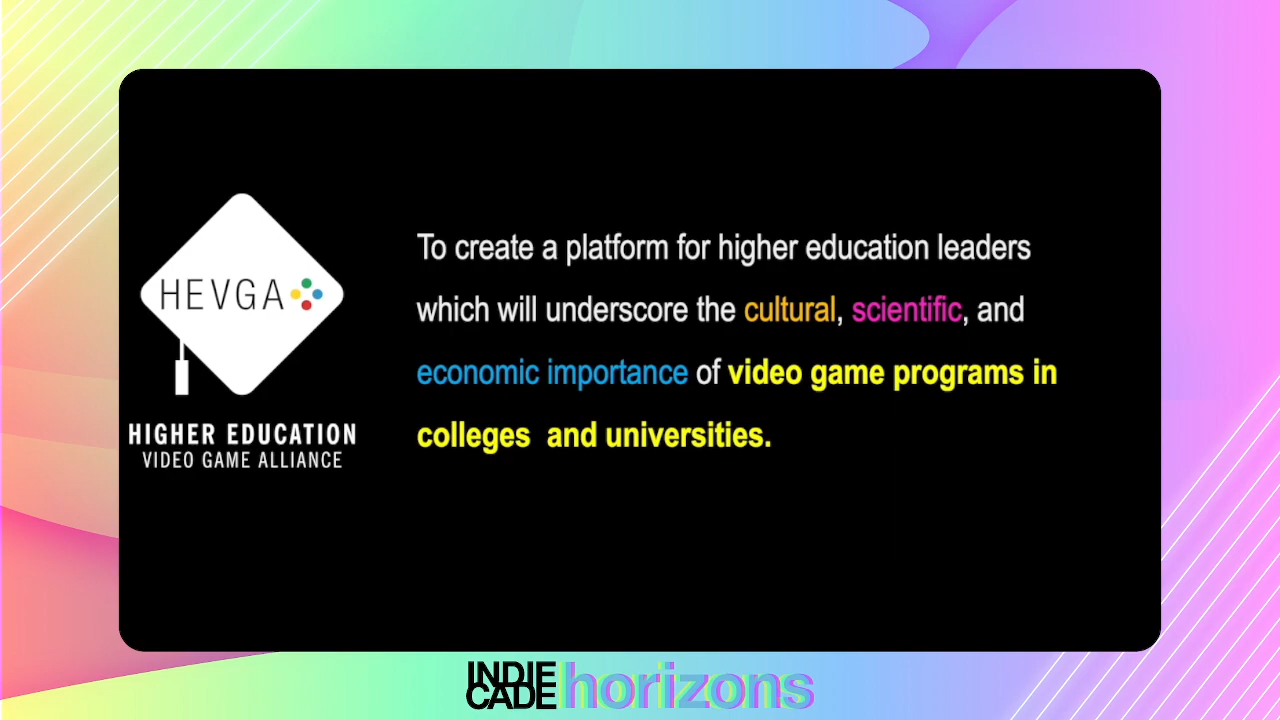 HEVGA
HIGHER EDUCATION
VIDEO GAME ALLIANCE
To create a platform for higher education leaders
which will underscore the cultural, scientific, and
economic importance of video game programs in
colleges  and universities.
INDIE
CADE
horizons